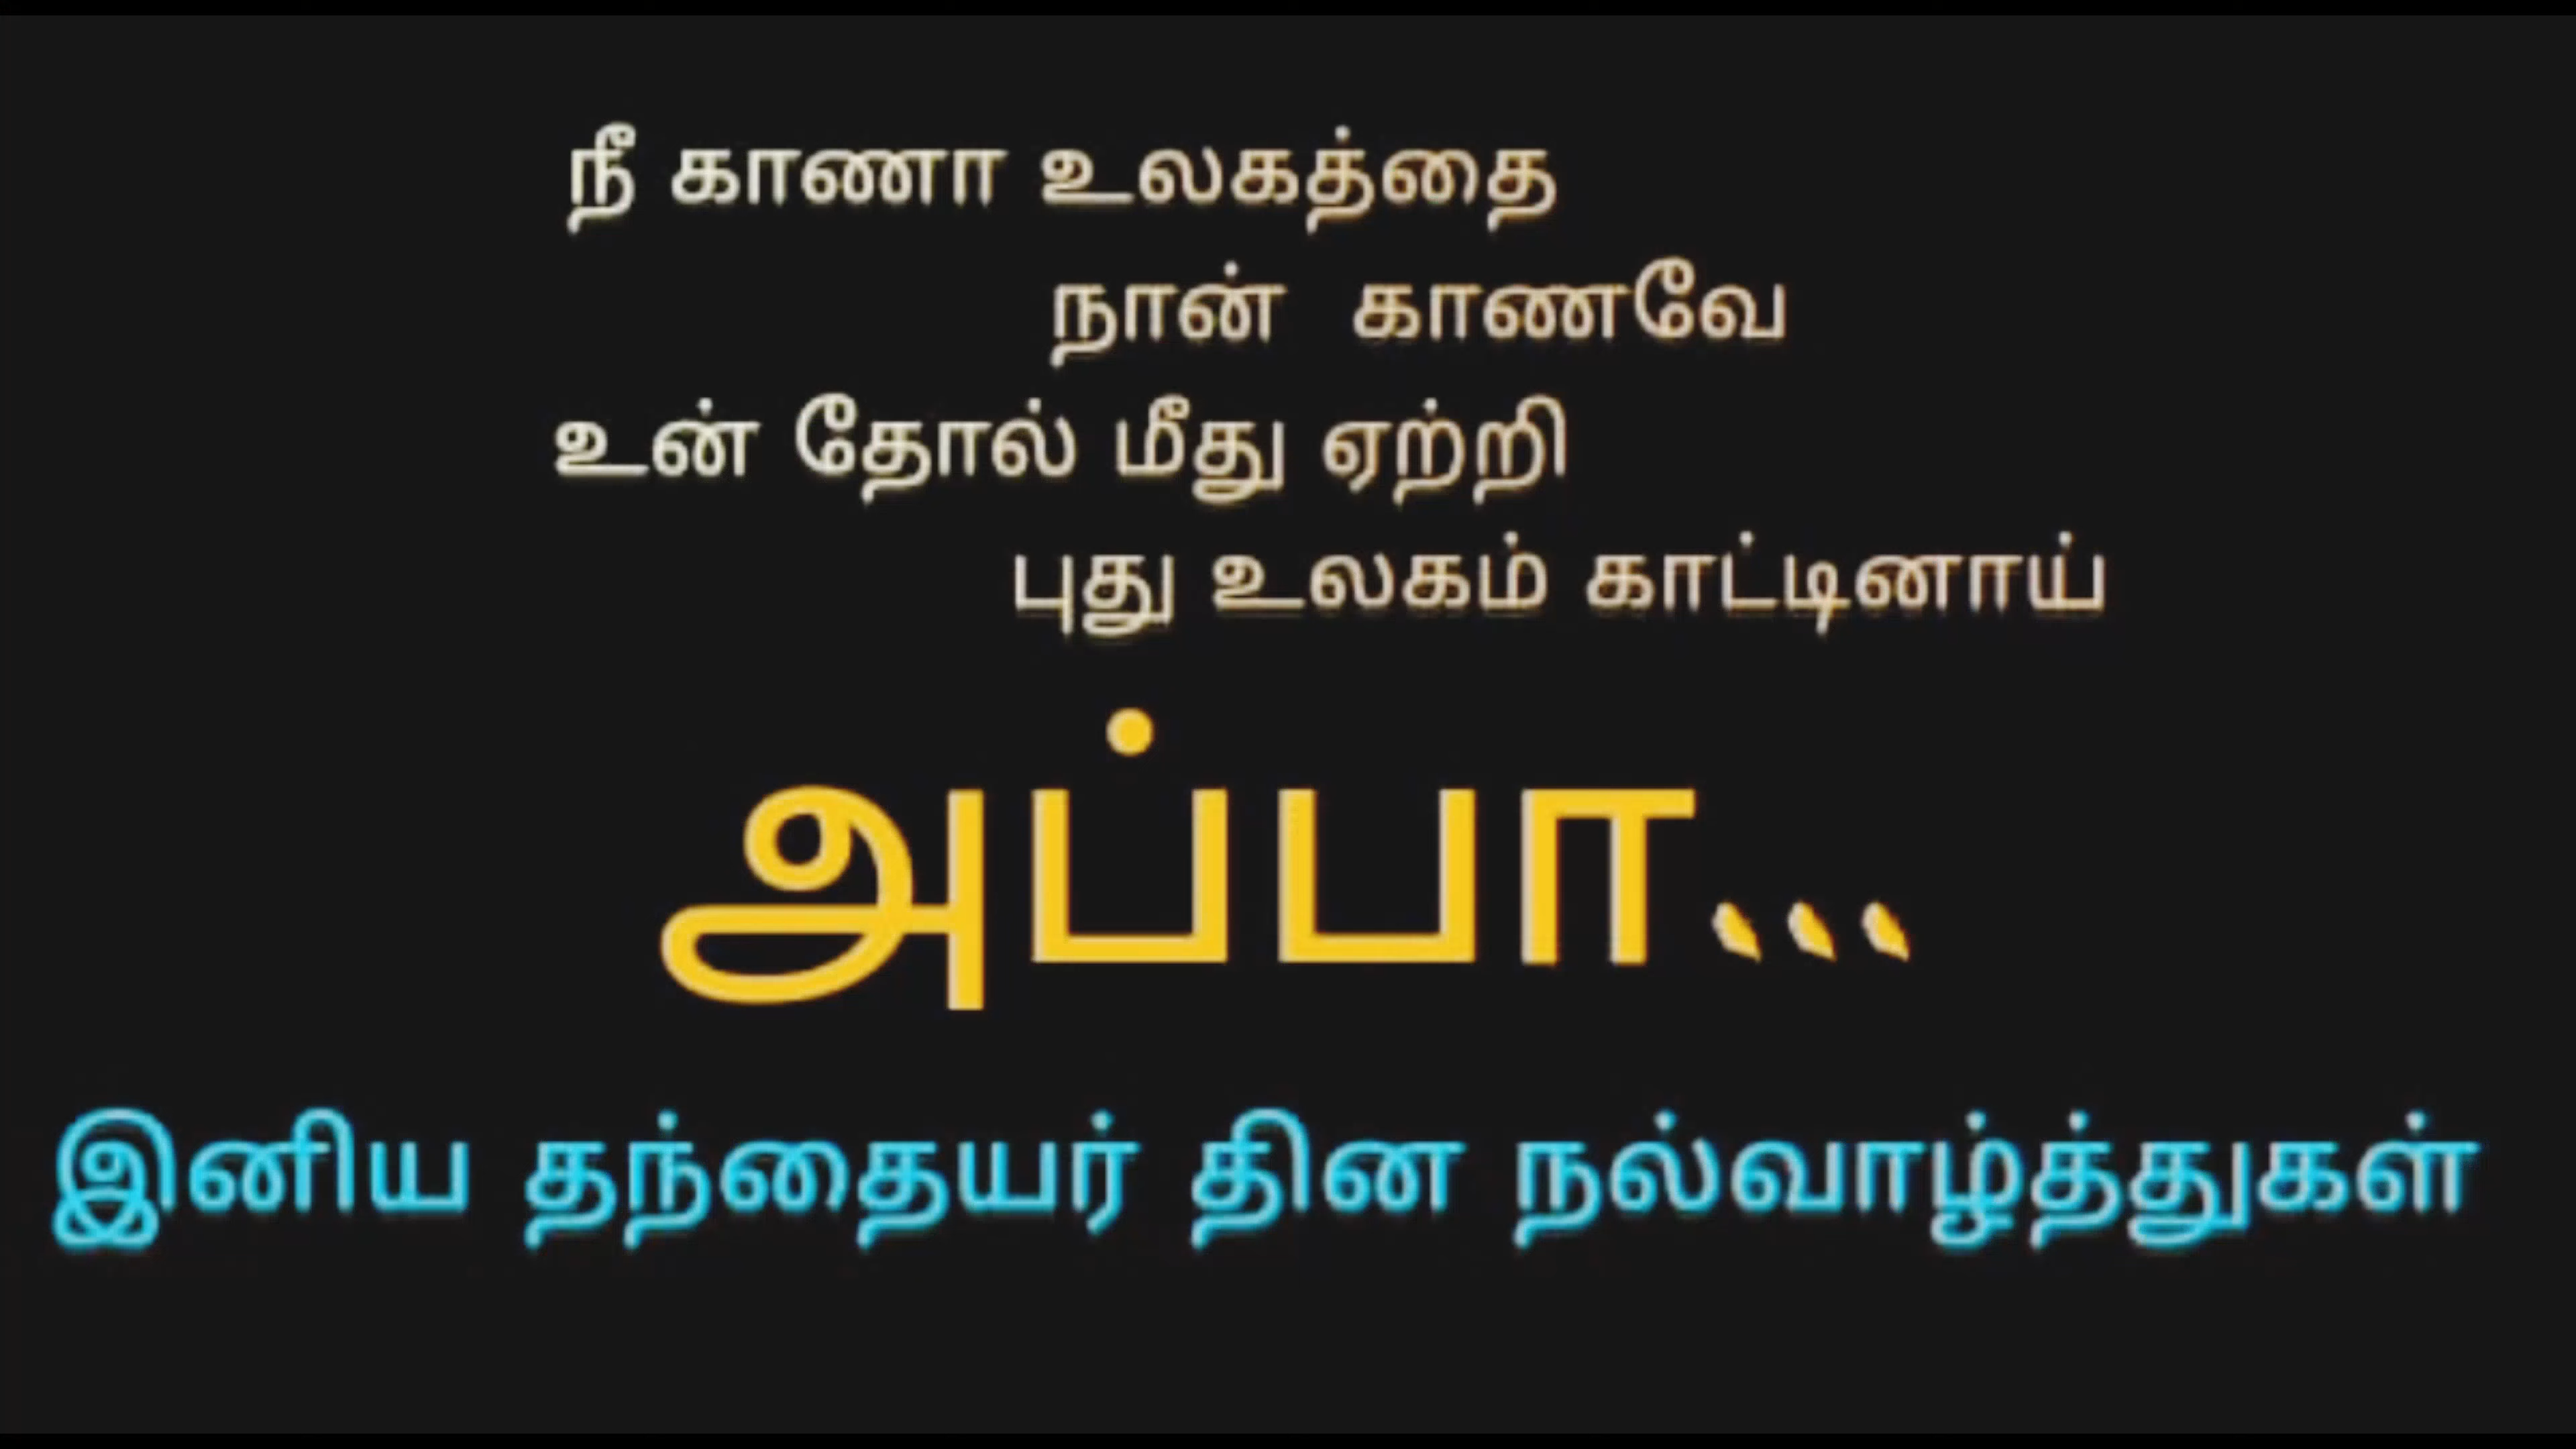 நீ காணா உலகத்தை
நான் காணவே
உன் தோல் மீது ஏற்றி
புது உலகம் காட்டினாய்
அப்பா...
இனிய தந்தையர் தின நல்வாழ்த்துகள்